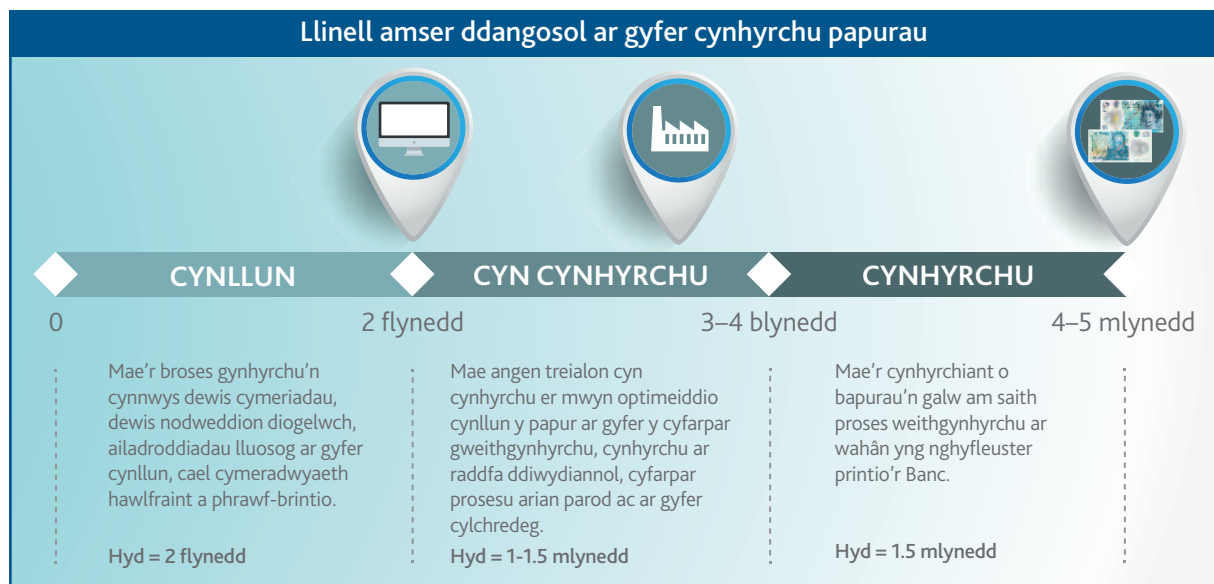 Llinell amser ddangosol ar gyfer cynhyrchu papurau
CYNLLUN
CYN CYNHYRCHU
CYNHYRCHU
0
2 flynedd
3–4 blynedd
4–5 mlynedd
Mae'r broses gynhyrchu'n
cynnwys dewis cymeriadau,
dewis nodweddion diogelwch,
ailadroddiadau lluosog ar gyfer
cynllun, cael cymeradwyaeth
hawlfraint a phrawf-brintio.
Hyd = 2 flynedd
Mae angen treialon cyn
cynhyrchu er mwyn optimeiddio
cynllun y papur ar gyfer y cyfarpar
gweithgynhyrchu, cynhyrchu ar
raddfa ddiwydiannol, cyfarpar
prosesu arian parod ac ar gyfer
cylchredeg.
Hyd = 1-1.5 mlynedd
Mae'r cynhyrchiant o
bapurau'n galw am saith
proses weithgynhyrchu ar
wahân yng nghyfleuster
printio'r Banc.
Hyd = 1.5 mlynedd